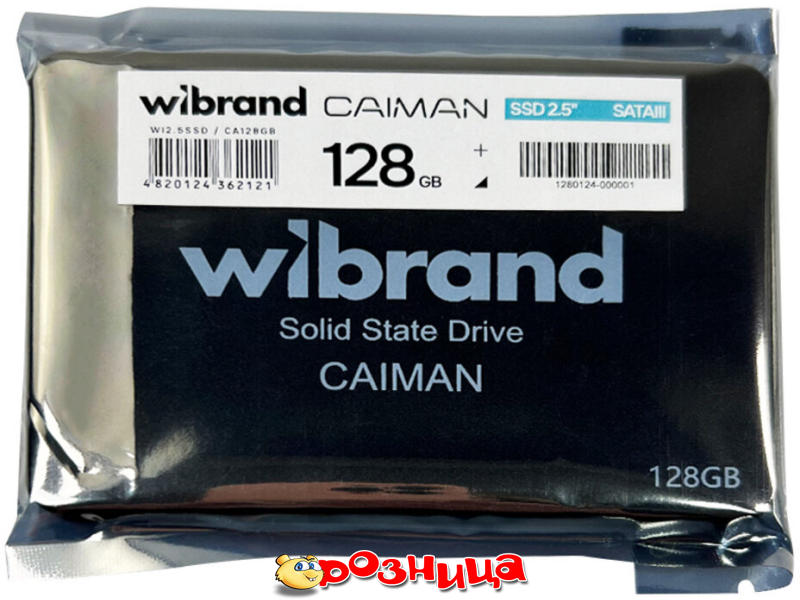 wibrand CAIMAN SSD 2.5" SATAIII
WI2.5SSD / CA128GB
128 GB
4 820124 362121
1280124-000001
wibrand
Solid State Drive
CAIMAN
128GB
Розница